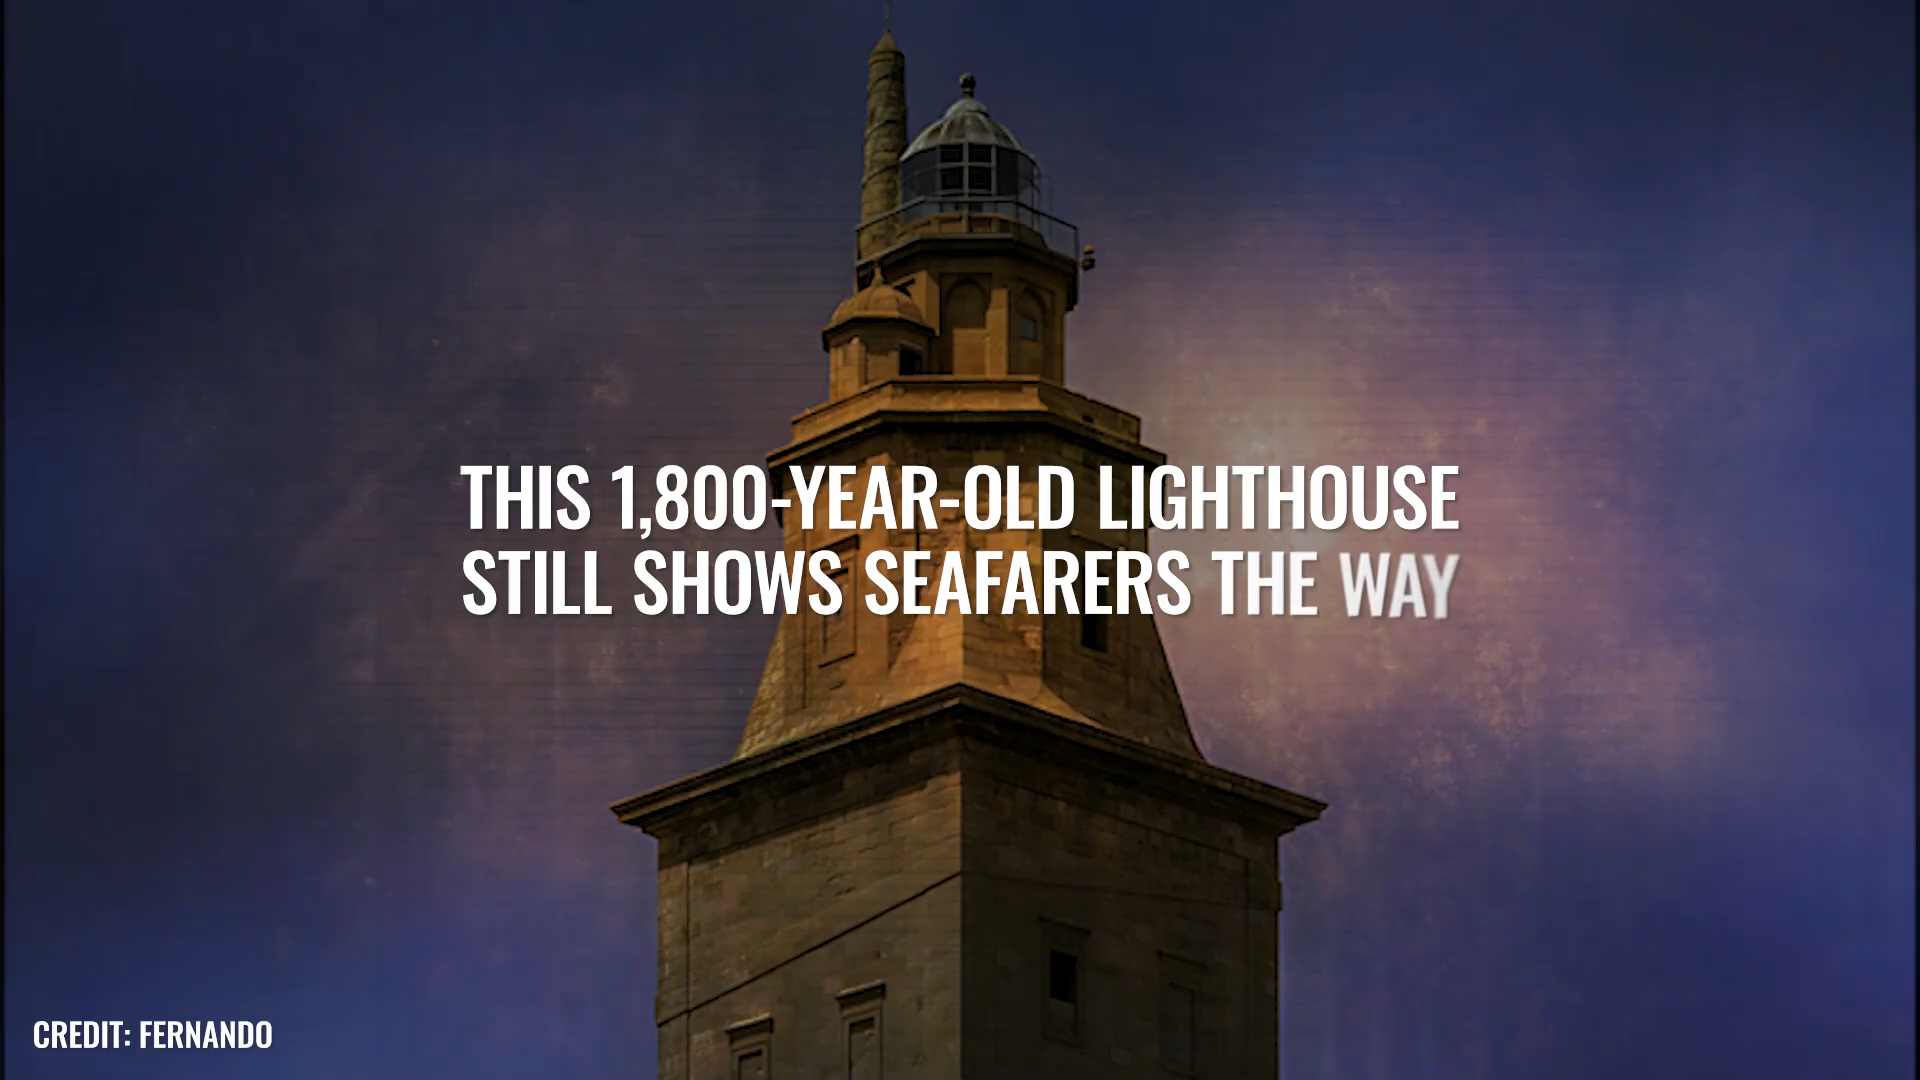 THIS 1,800-YEAR-OLD LIGHTHOUSE
STILL SHOWS SEAFARERS THE WAY
CREDIT: FERNANDO